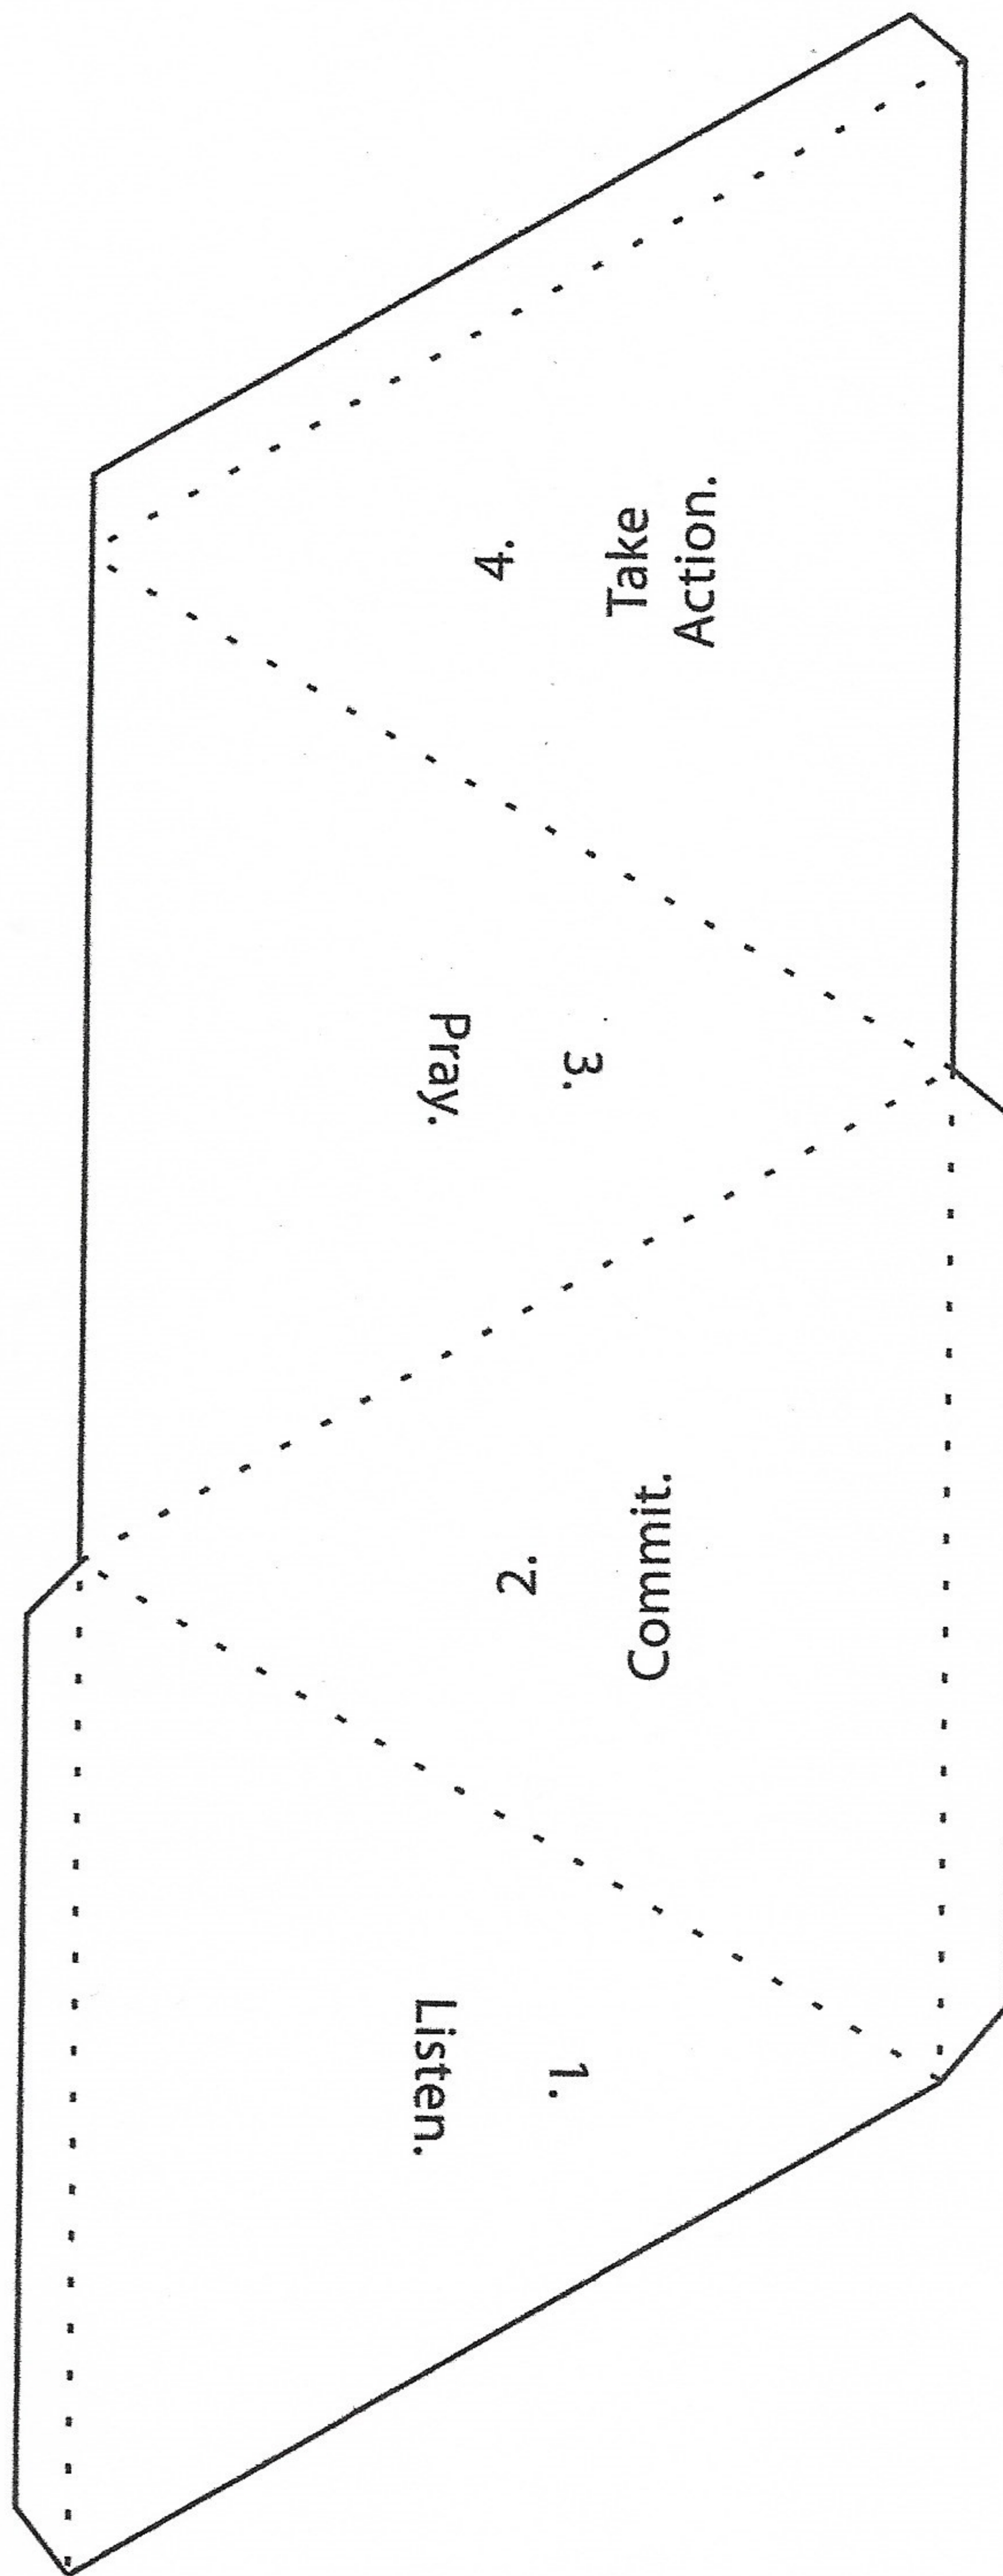 1.
Listen.
Commit.
2.
3.
Pray.
Take
Action.
4.